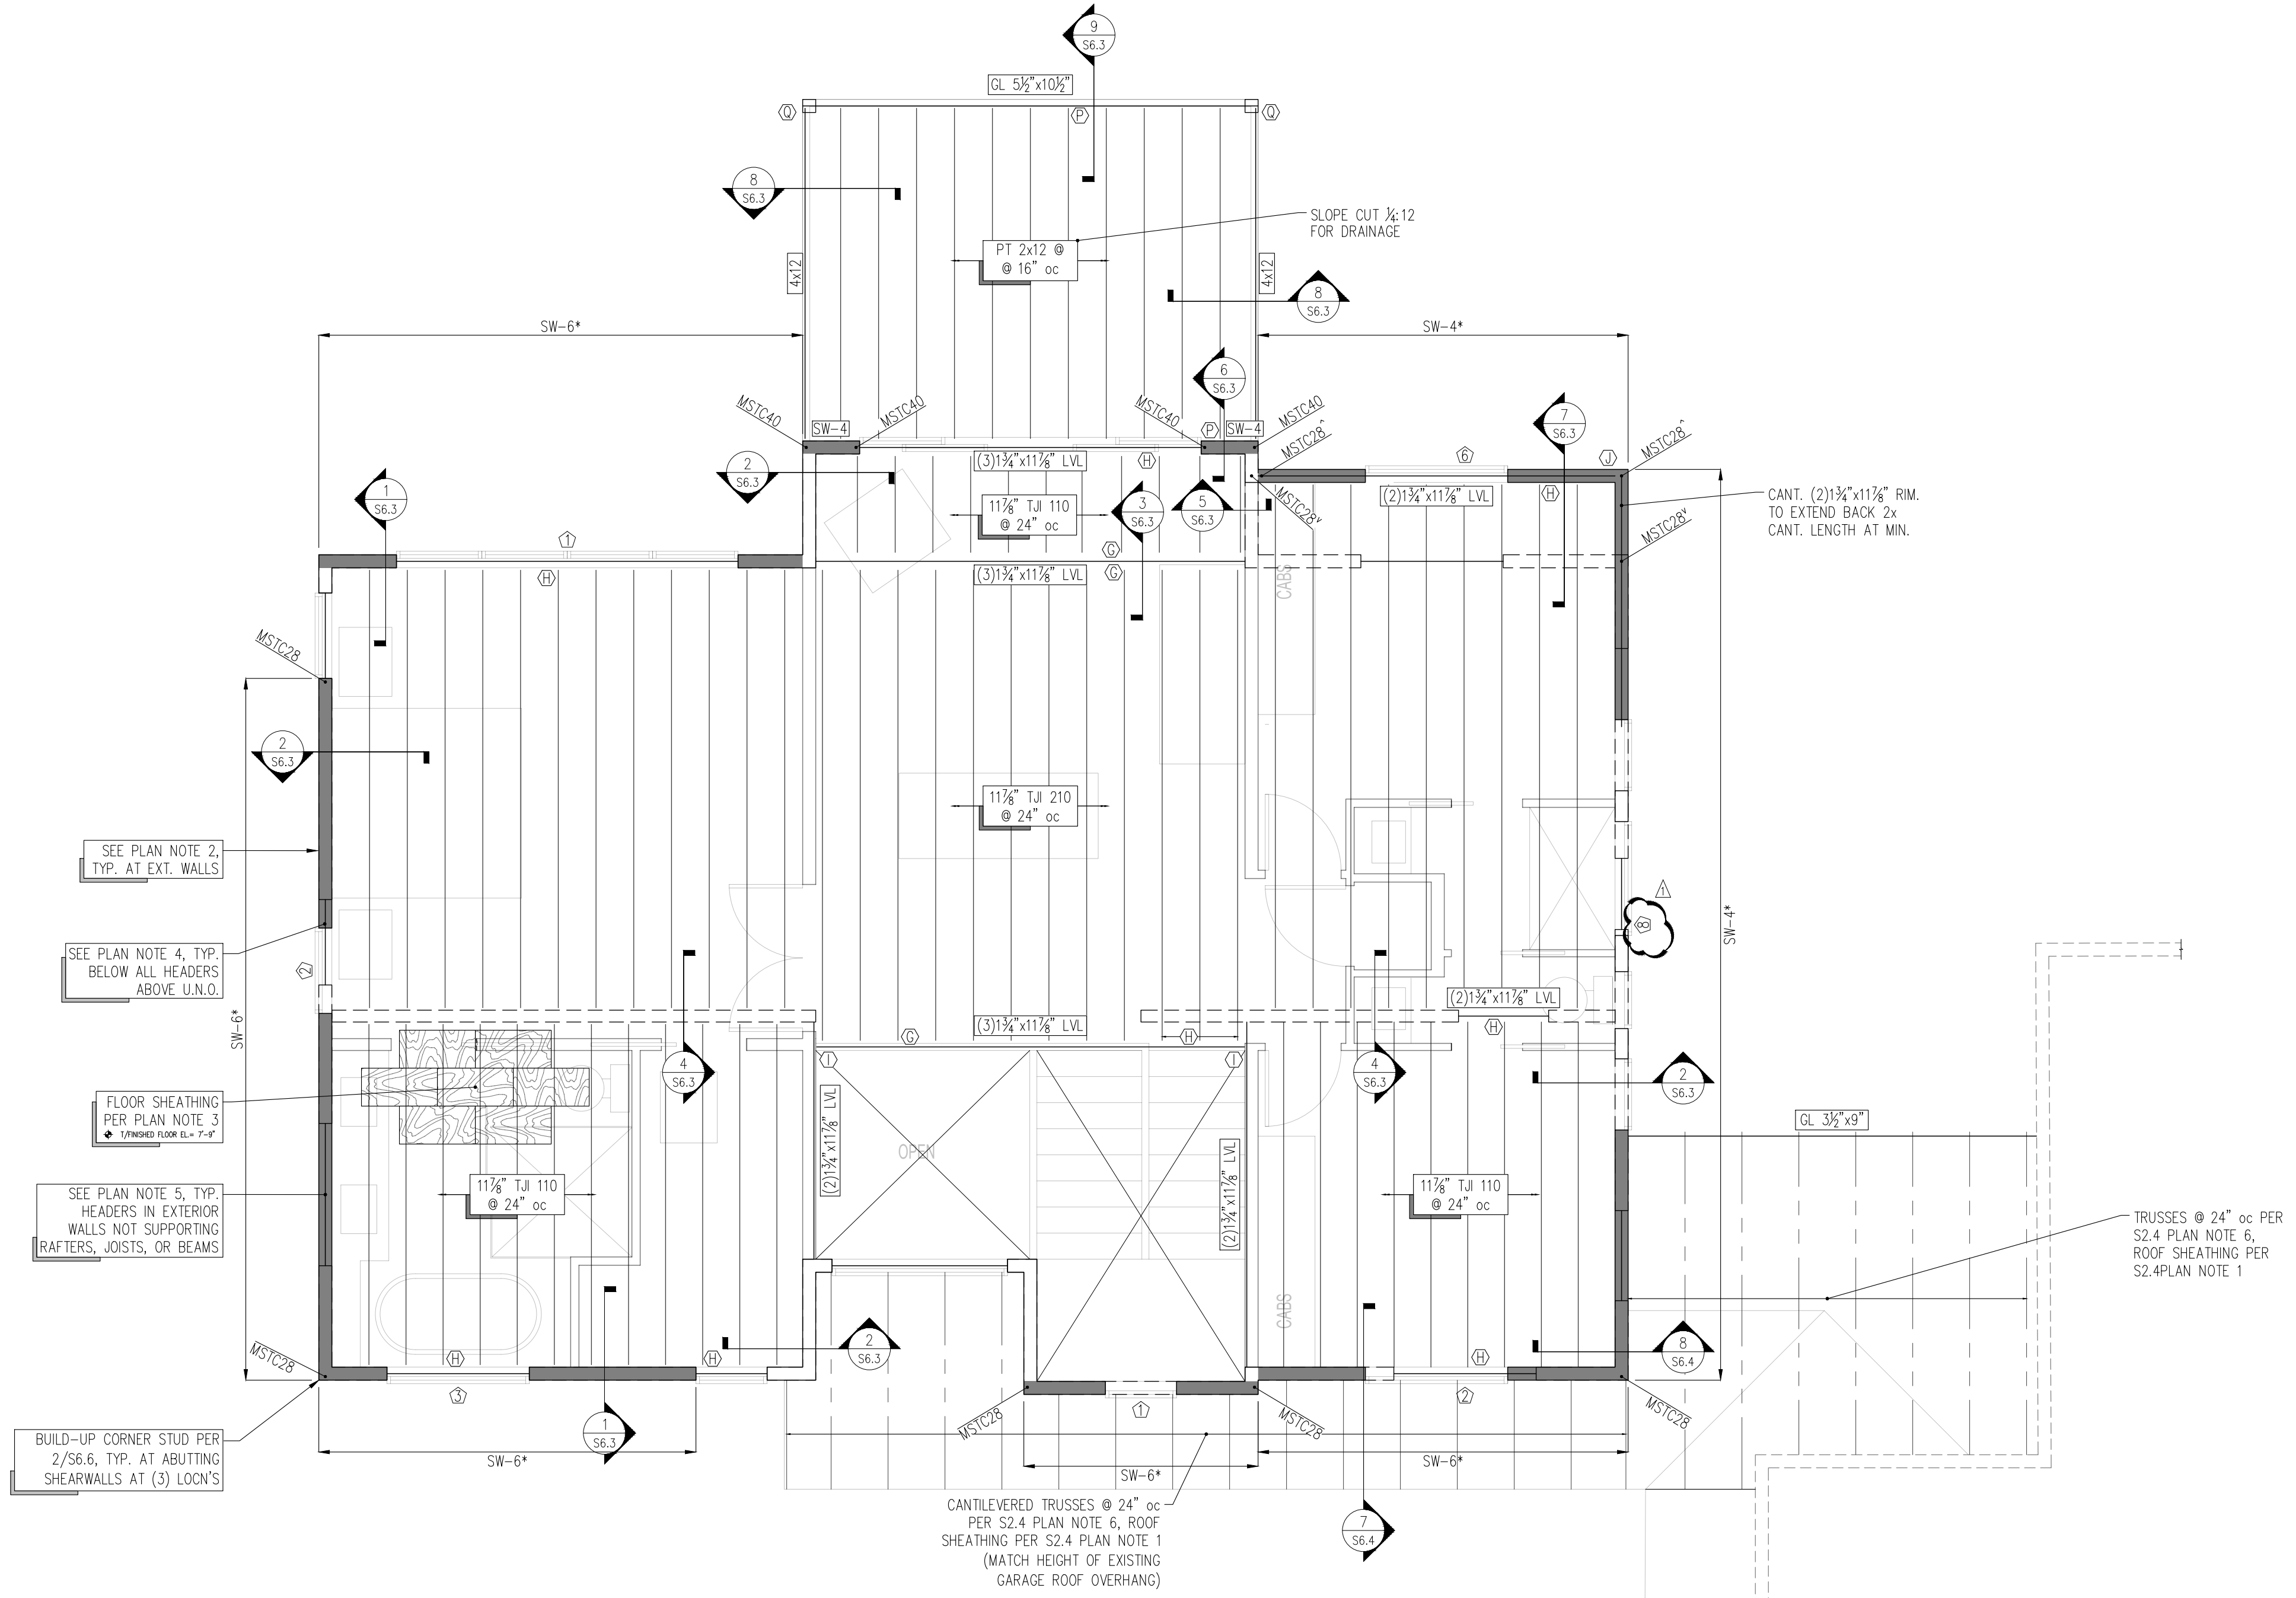 9
S6.3
GL 5½"x10½"
Q
P
Q
8
S6.3
SLOPE CUT ¼:12
FOR DRAINAGE
PT 2x12 @
@ 16" oc
4x12
4x12
8
S6.3
SW-6*
SW-4*
6
S6.3
MSTC40
MSTC40
MSTC40
MSTC40
7
S6.3
SW-4
P
SW-4
MSTC28^
MSTC28^
2
S6.3
(3)1¾"x11⅞" LVL
H
6
J
1
S6.3
11⅞" TJI 110
@ 24" oc
3
S6.3
5
S6.3
MSTC28v
(2)1¾"x11⅞" LVL
H
CANT. (2)1¾"x11⅞" RIM.
TO EXTEND BACK 2x
CANT. LENGTH AT MIN.
MSTC28v
1
G
H
(3)1¾"x11⅞" LVL
G
CABS
MSTC28
2
S6.3
11⅞" TJI 210
@ 24" oc
SEE PLAN NOTE 2,
TYP. AT EXT. WALLS
1
8
SW-4*
SEE PLAN NOTE 4, TYP.
BELOW ALL HEADERS
ABOVE U.N.O.
2
SW-6*
(2)1¾"x11⅞" LVL
(3)1¾"x11⅞" LVL
H
G
H
I
I
4
S6.3
4
S6.3
2
S6.3
FLOOR SHEATHING
PER PLAN NOTE 3
T/FINISHED FLOOR EL.= 7'-9"
GL 3½"x9"
(2)1¾"x11⅞" LVL
OPEN
(2)1¾"x11⅞" LVL
11⅞" TJI 110
@ 24" oc
11⅞" TJI 110
@ 24" oc
SEE PLAN NOTE 5, TYP.
HEADERS IN EXTERIOR
WALLS NOT SUPPORTING
RAFTERS, JOISTS, OR BEAMS
TRUSSES @ 24" oc PER
S2.4 PLAN NOTE 6,
ROOF SHEATHING PER
S2.4PLAN NOTE 1
CABS
2
S6.3
8
S6.4
MSTC28
H
H
H
3
1
2
MSTC28
MSTC28
MSTC28
BUILD-UP CORNER STUD PER
2/S6.6, TYP. AT ABUTTING
SHEARWALLS AT (3) LOCN'S
1
S6.3
SW-6*
SW-6*
SW-6*
CANTILEVERED TRUSSES @ 24" oc
PER S2.4 PLAN NOTE 6, ROOF
SHEATHING PER S2.4 PLAN NOTE 1
(MATCH HEIGHT OF EXISTING
GARAGE ROOF OVERHANG)
7
S6.4